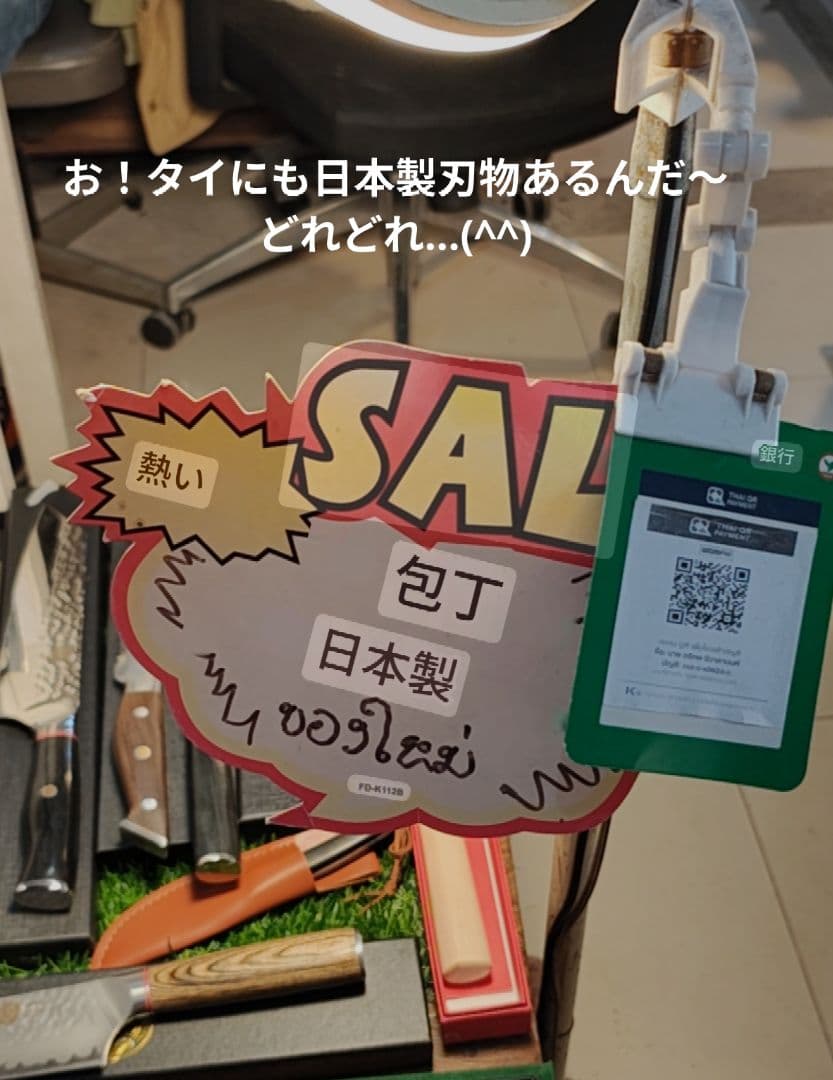 お！タイにも日本製刃物あるんだ〜
どれどれ...(^^)
SAL
熱い
銀行
THAI QR
PAYMENT
THAI QR
PAYMENT
包丁
日本製
ของใหม่
FD-K112B